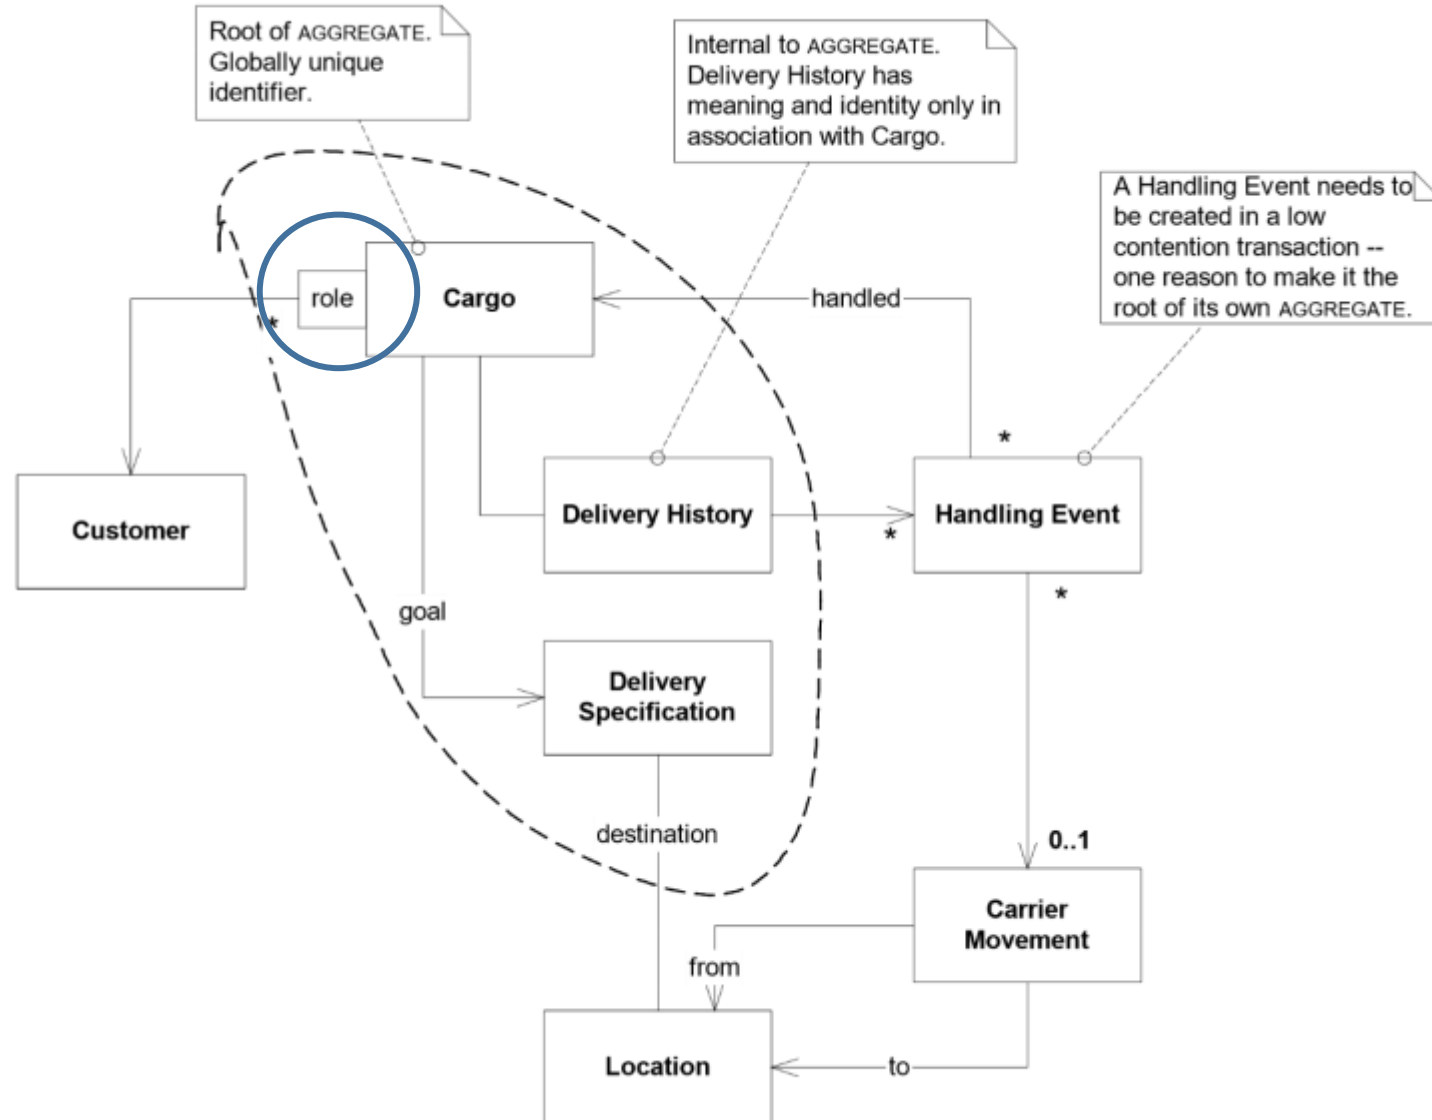 Root of AGGREGATE.
Globally unique
identifier.
Internal to AGGREGATE.
Delivery History has
meaning and identity only in
association with Cargo.
A Handling Event needs to
be created in a low
contention transaction --
one reason to make it the
root of its own AGGREGATE.
role
Cargo
handled
*
*
Customer
Delivery History
*
Handling Event
*
goal
Delivery
Specification
destination
0..1
Carrier
Movement
from
Location
to